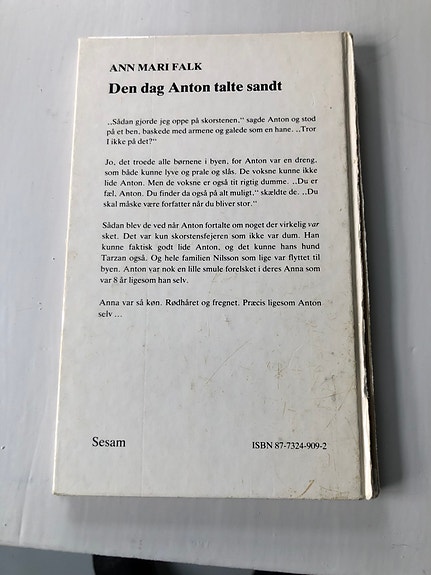 ANN MARI FALK
Den dag Anton talte sandt
„Sådan gjorde jeg oppe på skorstenen," sagde Anton og stod
på et ben, baskede med armene og galede som en hane. „Tror
I ikke på det?"
Jo, det troede alle børnene i byen, for Anton var en dreng,
som både kunne lyve og prale og slås. De voksne kunne ikke
lide Anton. Men de voksne er også tit rigtig dumme. „Du er
fæl, Anton. Du finder da også på alt muligt," skældte de. „Du
skal måske være forfatter når du bliver stor."
Sådan blev de ved når Anton fortalte om noget der virkelig var
sket. Det var kun skorstensfejeren som ikke var dum. Han
kunne faktisk godt lide Anton, og det kunne hans hund
Tarzan også. Og hele familien Nilsson som lige var flyttet til
byen. Anton var nok en lille smule forelsket i deres Anna som
var 8 år ligesom han selv.
Anna var så køn. Rødhåret og fregnet. Præcis ligesom Anton
selv ...
Sesam
ISBN 87-7324-909-2